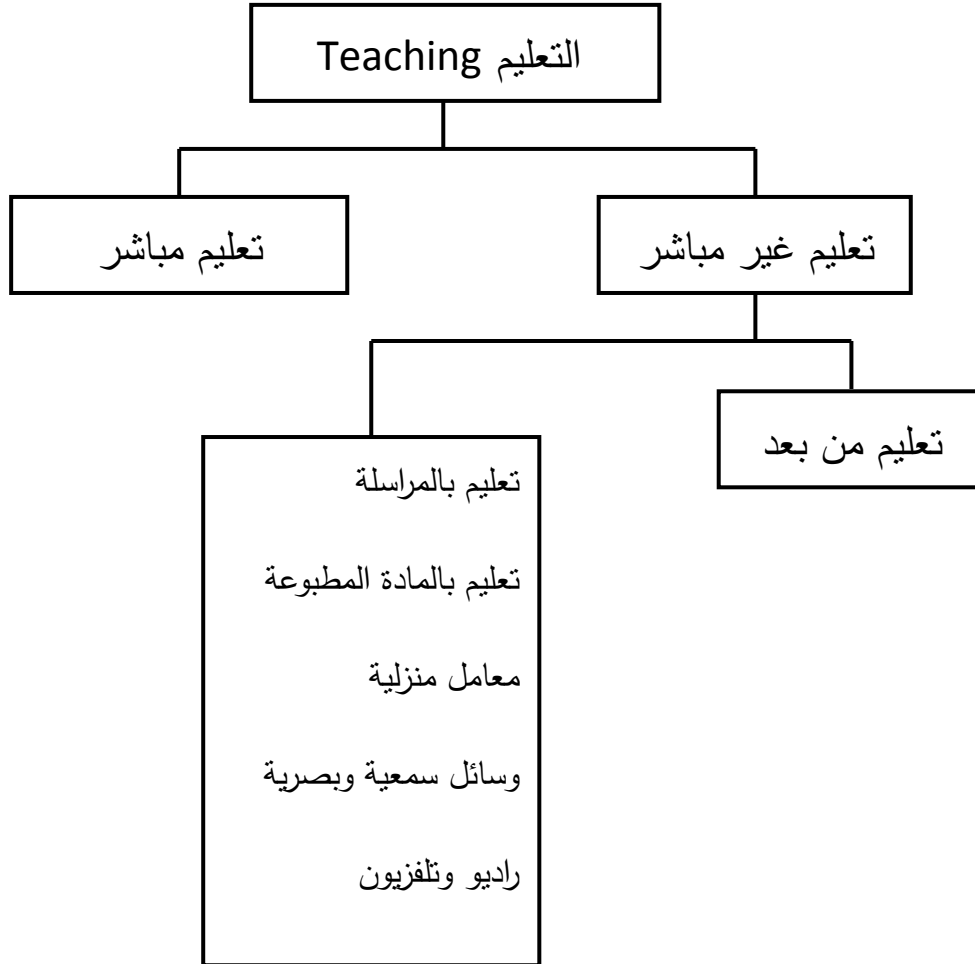 التعليم Teaching
تعليم غير مباشر
تعليم مباشر
تعليم من بعد
تعليم بالمراسلة
تعليم بالمادة المطبوعة
معامل منزلية
وسائل سمعية وبصرية
راديو وتلفزيون